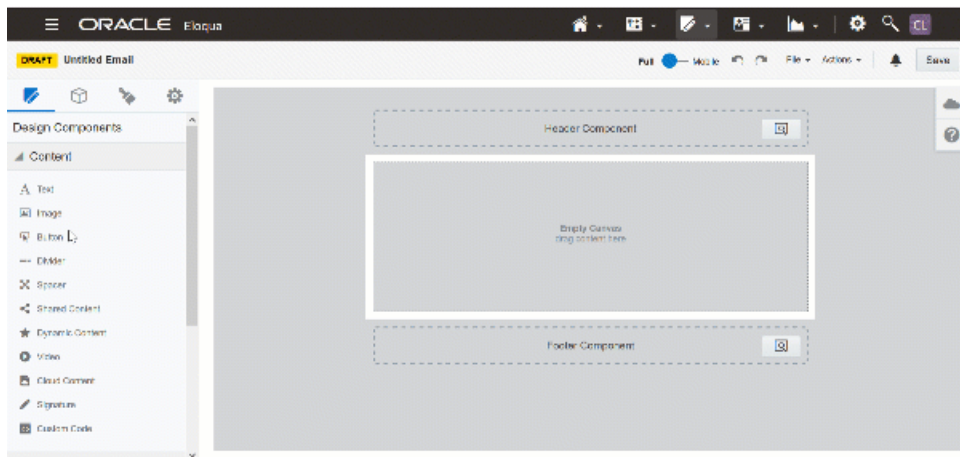 ORACLE Eloqua
CL
DRAFT Untitled Email
Full Mobile File Actions Save
Design Components
Content
Text
Image
Button
Divider
Spacer
Shared Content
Dynamic Content
Video
Cloud Content
Signature
Custom Code
Header Component
Empty Canvas
drag content here
Footer Component